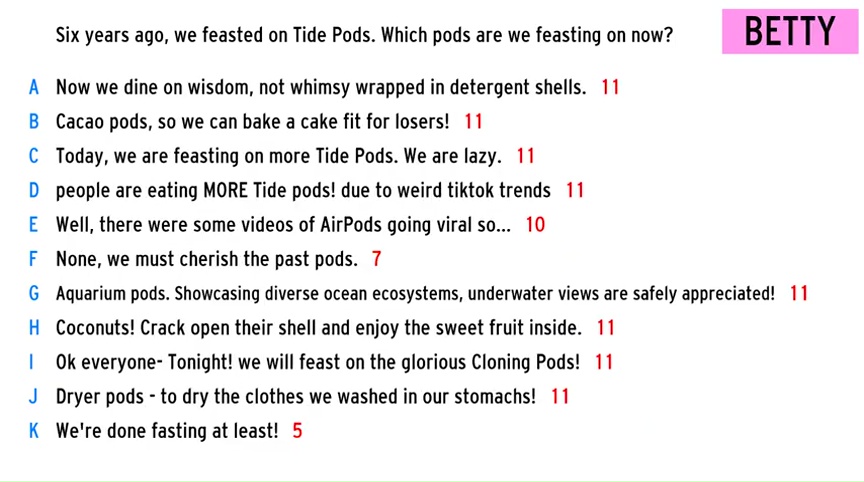 Six years ago, we feasted on Tide Pods. Which pods are we feasting on now?
BETTY
A Now we dine on wisdom, not whimsy wrapped in detergent shells. 11
B Cacao pods, so we can bake a cake fit for losers! 11
C Today, we are feasting on more Tide Pods. We are lazy. 11
D people are eating MORE Tide pods! due to weird tiktok trends 11
E Well, there were some videos of AirPods going viral so... 10
F None, we must cherish the past pods. 7
G Aquarium pods. Showcasing diverse ocean ecosystems, underwater views are safely appreciated! 11
H Coconuts! Crack open their shell and enjoy the sweet fruit inside. 11
I Ok everyone- Tonight! we will feast on the glorious Cloning Pods! 11
J Dryer pods - to dry the clothes we washed in our stomachs! 11
K We're done fasting at least! 5